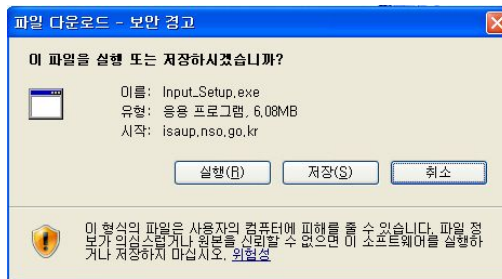 파일 다운로드 - 보안 경고
이 파일을 실행 또는 저장하시겠습니까?
이름: Input_Setup.exe
유형: 응용 프로그램, 6.08MB
시작: isaup.nso.go.kr
실행(R) 저장(S) 취소
이 형식의 파일은 사용자의 컴퓨터에 피해를 줄 수 있습니다. 파일 정
보가 의심스럽거나 원본을 신뢰할 수 없으면 이 소프트웨어를 실행하
거나 저장하지 마십시오. 위험성